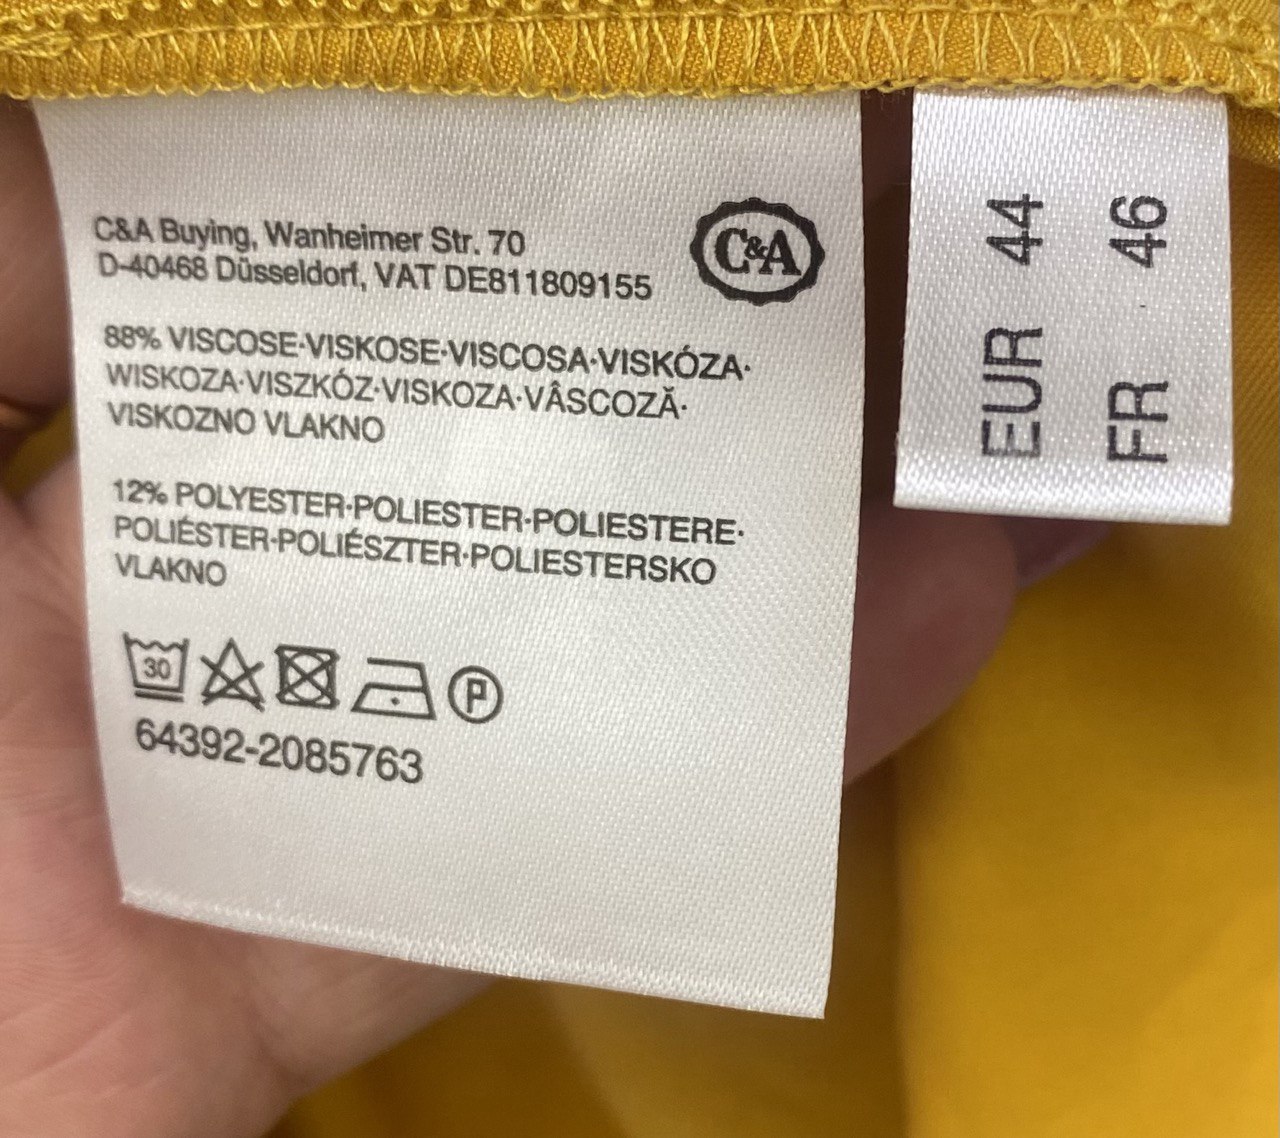 C&A Buying, Wanheimer Str. 70
D-40468 Düsseldorf, VAT DE811809155
C&A
88% VISCOSE·VISKOSE·VISCOSA·VISKÓZA·
WISKOZA·VISZKÓZ·VISKOZA·VÂSCOZĂ·
VISKOZNO VLAKNO
12% POLYESTER·POLIESTER·POLIESTERE·
POLIÉSTER·POLIÉSZTER·POLIESTERSKO
VLAKNO
30
P
64392-2085763
EUR 44
FR 46